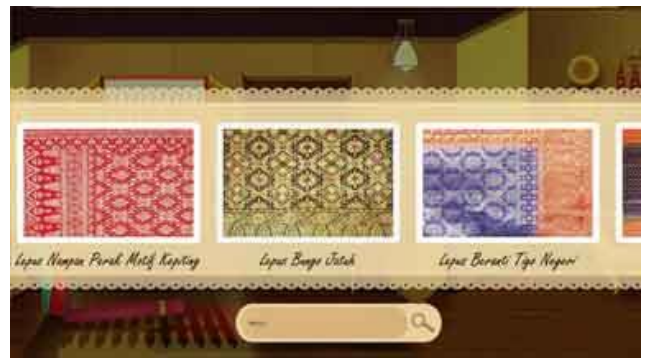 Lepus Nampan Perak Motif Kepiting
Lepus Bungo Jatuh
Lepus Beranti Tigo Negeri